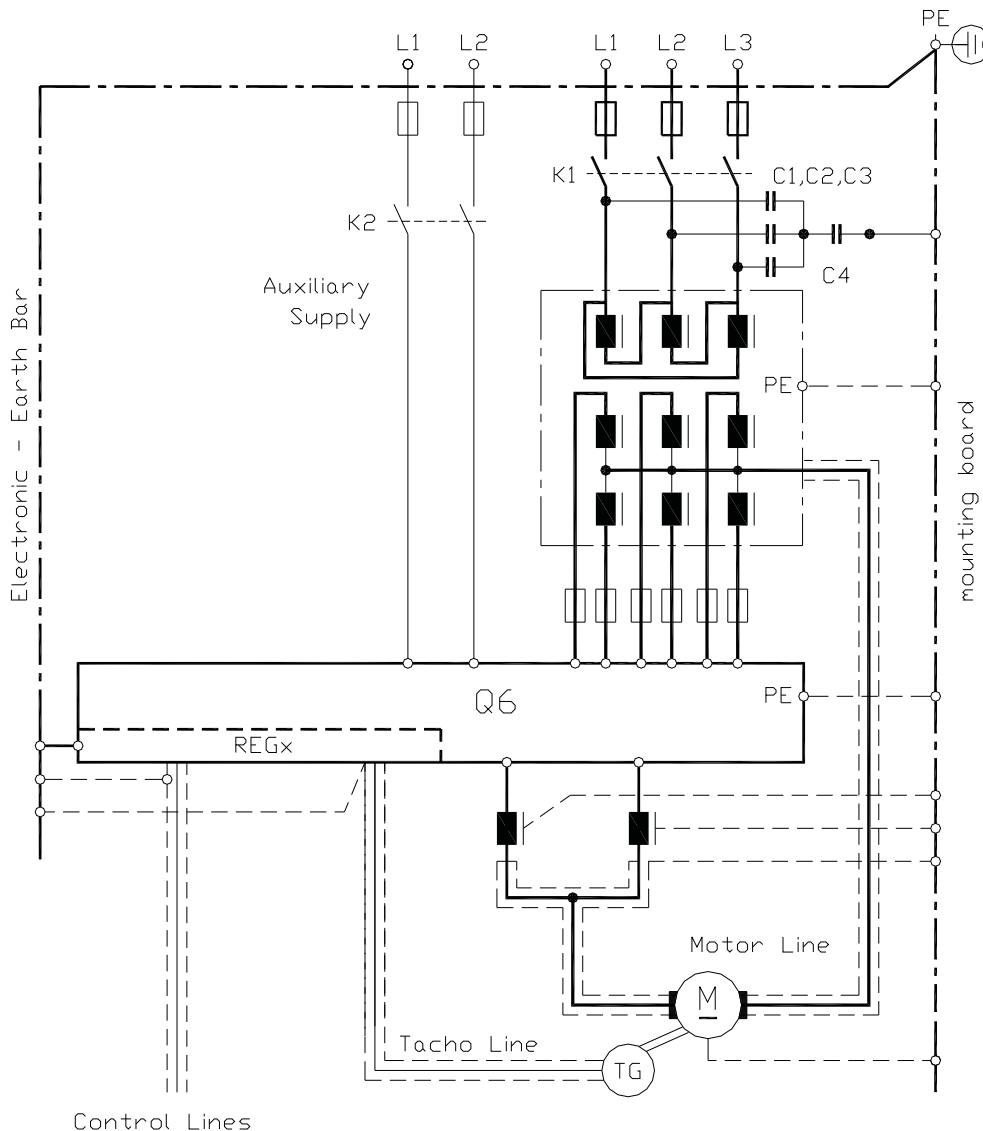 PE
L1 L2 L1 L2 L3
K1
C1,C2,C3
K2
C4
Auxiliary
Supply
Electronic - Earth Bar
PE
mounting board
Q6
PE
REGx
Motor Line
M
Tacho Line
TG
Control Lines